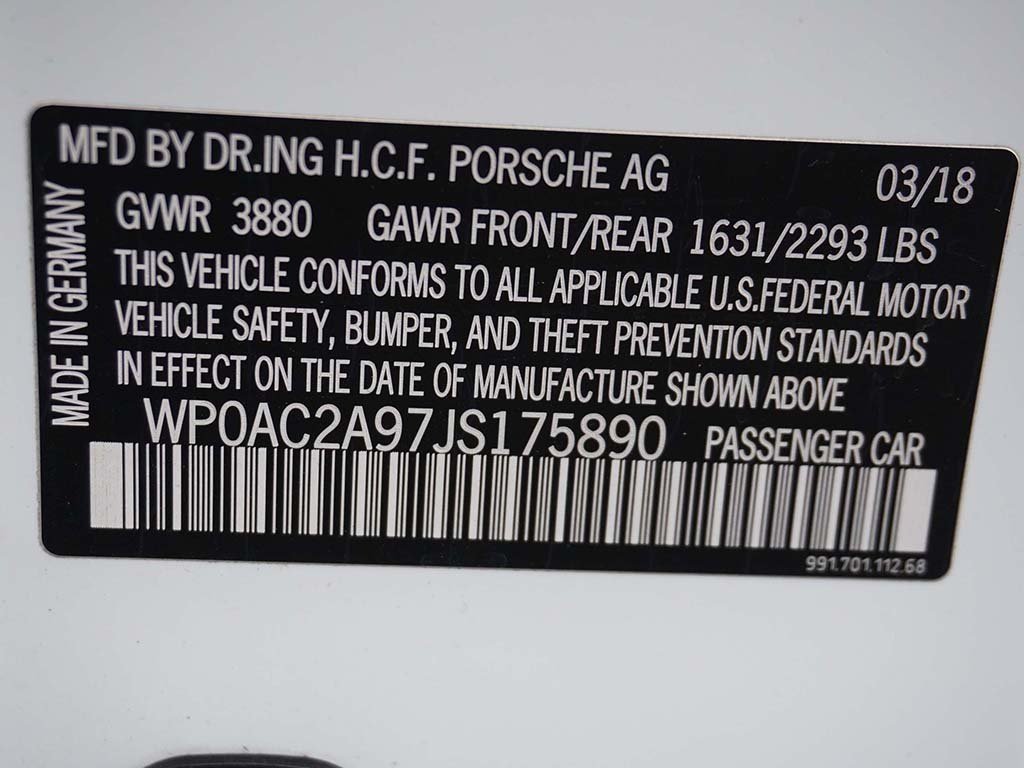 MFD BY DR.ING H.C.F. PORSCHE AG 03/18
GVWR 3880 GAWR FRONT/REAR 1631/2293 LBS
THIS VEHICLE CONFORMS TO ALL APPLICABLE U.S.FEDERAL MOTOR
VEHICLE SAFETY, BUMPER, AND THEFT PREVENTION STANDARDS
IN EFFECT ON THE DATE OF MANUFACTURE SHOWN ABOVE
WP0AC2A97JS175890 PASSENGER CAR
991.701.112.68
MADE IN GERMANY